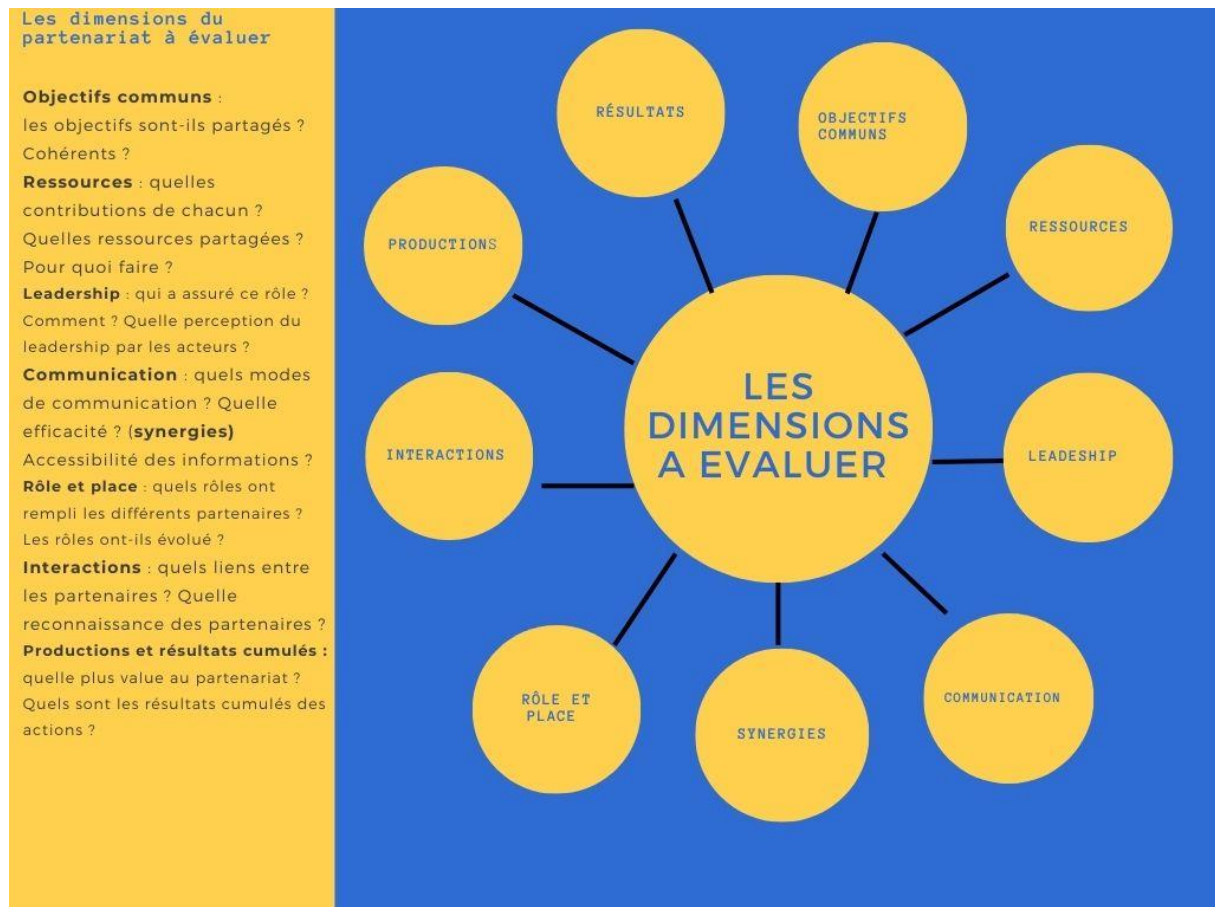 Les dimensions du
partenariat à évaluer
Objectifs communs :
les objectifs sont-ils partagés ?
Cohérents ?
Ressources : quelles
contributions de chacun ?
Quelles ressources partagées ?
Pour quoi faire ?
Leadership : qui a assuré ce rôle ?
Comment ? Quelle perception du
leadership par les acteurs ?
Communication : quels modes
de communication ? Quelle
efficacité ? (synergies)
Accessibilité des informations ?
Rôle et place : quels rôles ont
rempli les différents partenaires ?
Les rôles ont-ils évolué ?
Interactions : quels liens entre
les partenaires ? Quelle
reconnaissance des partenaires ?
Productions et résultats cumulés :
quelle plus value au partenariat ?
Quels sont les résultats cumulés des
actions ?
LES
DIMENSIONS
A EVALUER
RÉSULTATS
OBJECTIFS
COMMUNS
RESSOURCES
LEADESHIP
COMMUNICATION
SYNERGIES
RÔLE ET
PLACE
INTERACTIONS
PRODUCTIONS